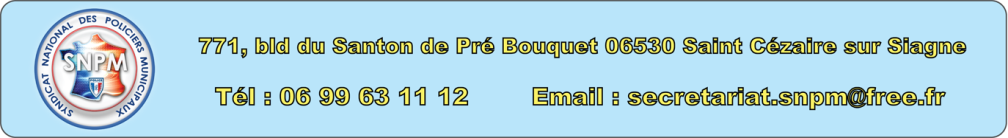 SYNDICAT NATIONAL DES POLICIERS MUNICIPAUX
SNPM
771, bld du Santon de Pré Bouquet 06530 Saint Cézaire sur Siagne
Tél : 06 99 63 11 12 Email : secretariat.snpm@free.fr